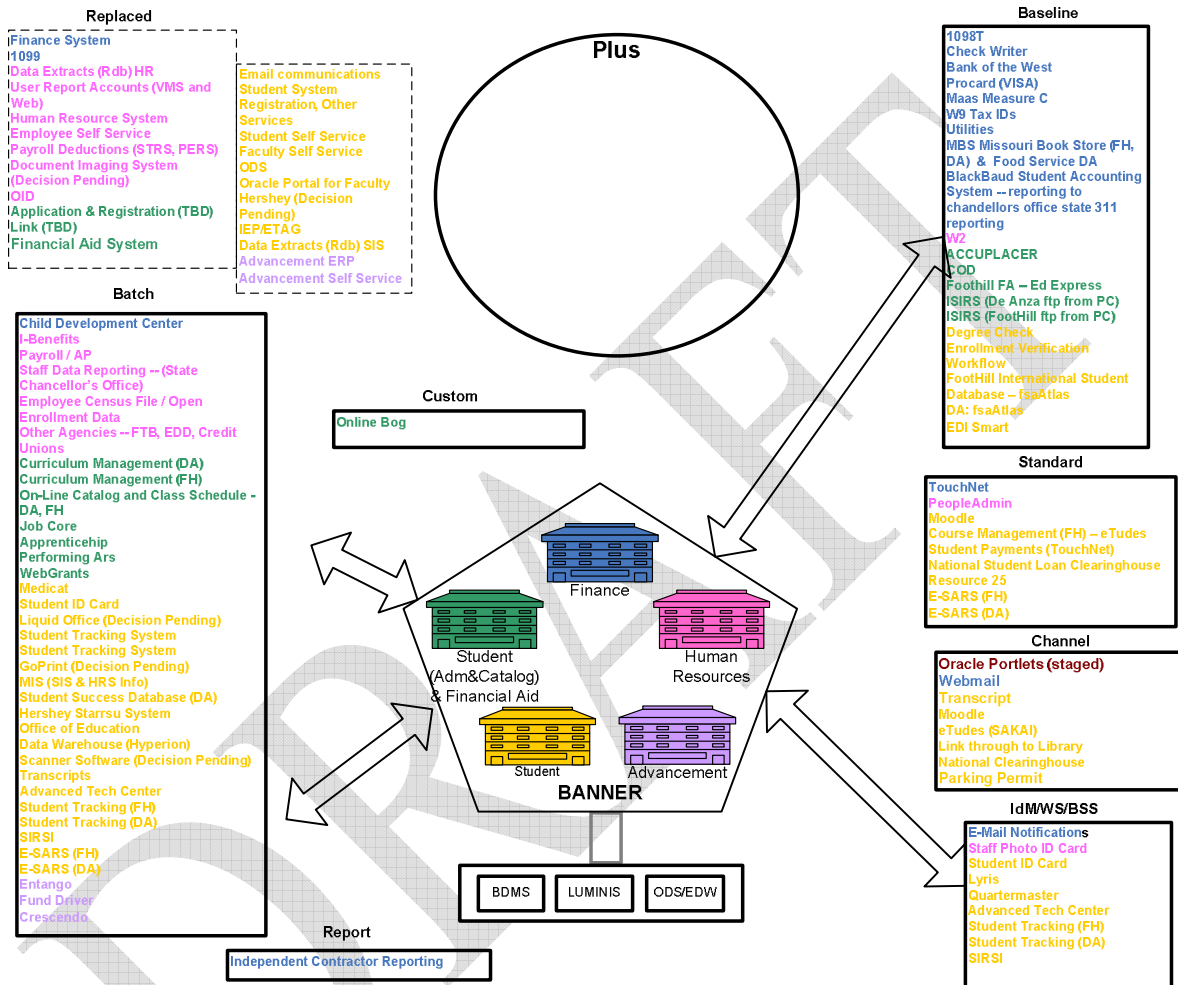 Replaced
Finance System
1099
Data Extracts (Rdb) HR
User Report Accounts (VMS and
Web)
Human Resource System
Employee Self Service
Payroll Deductions (STRS, PERS)
Document Imaging System
(Decision Pending)
OID
Application & Registration (TBD)
Link (TBD)
Financial Aid System
Email communications
Student System
Registration, Other
Services
Student Self Service
Faculty Self Service
ODS
Oracle Portal for Faculty
Hershey (Decision
Pending)
IEP/ETAG
Data Extracts (Rdb) SIS
Advancement ERP
Advancement Self Service
Plus
Baseline
1098T
Check Writer
Bank of the West
Procard (VISA)
Maas Measure C
W9 Tax IDs
Utilities
MBS Missouri Book Store (FH,
DA) & Food Service DA
BlackBaud Student Accounting
System -- reporting to
chandellors office state 311
reporting
W2
ACCUPLACER
COD
Foothill FA -- Ed Express
ISIRS (De Anza ftp from PC)
ISIRS (FootHill ftp from PC)
Degree Check
Enrollment Verification
Workflow
FootHill International Student
Database -- fsaAtlas
DA: fsaAtlas
EDI Smart
Batch
Child Development Center
I-Benefits
Payroll / AP
Staff Data Reporting -- (State
Chancellor's Office)
Employee Census File / Open
Enrollment Data
Other Agencies -- FTB, EDD, Credit
Unions
Curriculum Management (DA)
Curriculum Management (FH)
On-Line Catalog and Class Schedule -
DA, FH
Job Core
Apprenticehip
Performing Ars
WebGrants
Medicat
Student ID Card
Liquid Office (Decision Pending)
Student Tracking System
Student Tracking System
GoPrint (Decision Pending)
MIS (SIS & HRS Info)
Student Success Database (DA)
Hershey Starrsu System
Office of Education
Data Warehouse (Hyperion)
Scanner Software (Decision Pending)
Transcripts
Advanced Tech Center
Student Tracking (FH)
Student Tracking (DA)
SIRSI
E-SARS (FH)
E-SARS (DA)
Entango
Fund Driver
Crescendo
Custom
Online Bog
Standard
TouchNet
PeopleAdmin
Moodle
Course Management (FH) -- eTudes
Student Payments (TouchNet)
National Student Loan Clearinghouse
Resource 25
E-SARS (FH)
E-SARS (DA)
Finance
Student
(Adm&Catalog)
& Financial Aid
Human
Resources
Student
Advancement
BANNER
BDMS
LUMINIS
ODS/EDW
Channel
Oracle Portlets (staged)
Webmail
Transcript
Moodle
eTudes (SAKAI)
Link through to Library
National Clearinghouse
Parking Permit
IdM/WS/BSS
E-Mail Notifications
Staff Photo ID Card
Student ID Card
Lyris
Quartermaster
Advanced Tech Center
Student Tracking (FH)
Student Tracking (DA)
SIRSI
Report
Independent Contractor Reporting
DRAFT